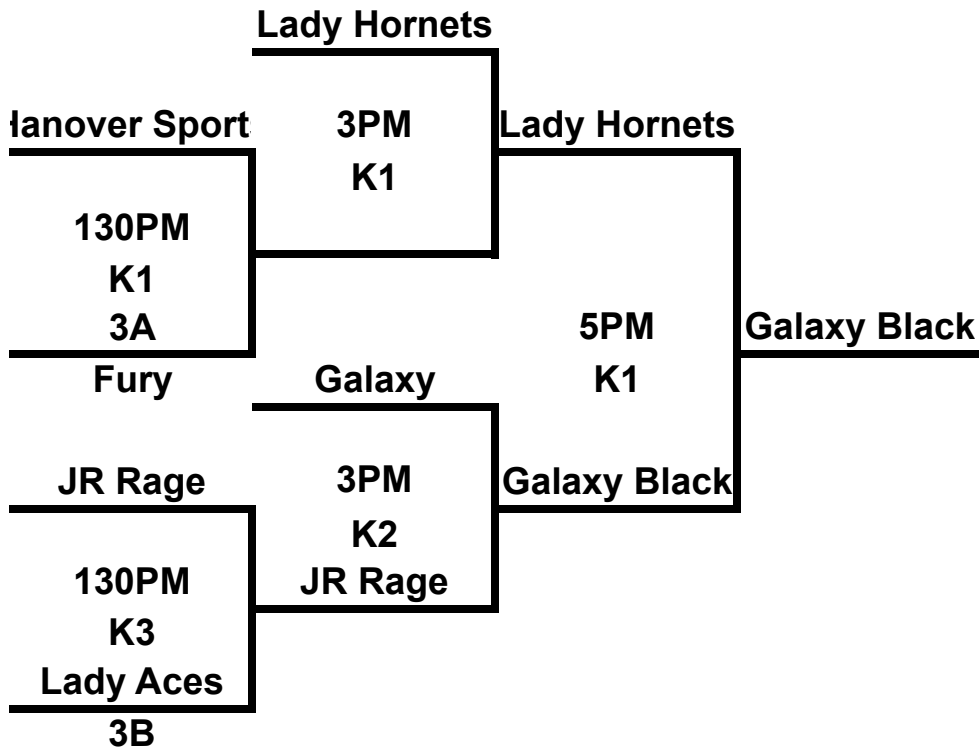 Lady Hornets
Hanover Sport
3PM
K1
Lady Hornets
130PM
K1
3A
Fury
Galaxy
5PM
K1
Galaxy Black
JR Rage
3PM
K2
Galaxy Black
130PM
K3
JR Rage
Lady Aces
3B